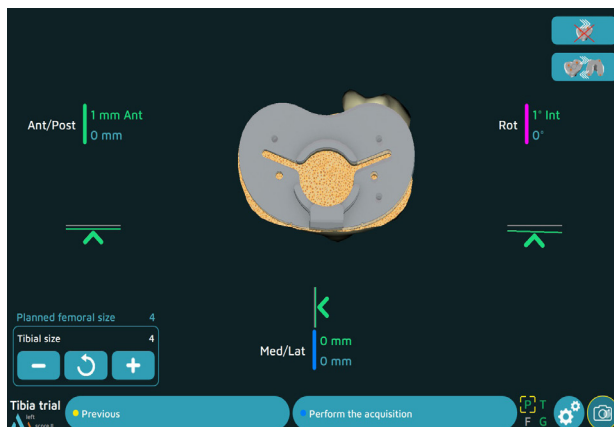 Ant/Post
1 mm Ant
0 mm
Rot
1° Int
0°
Med/Lat
0 mm
0 mm
Planned femoral size 4
Tibial size 4
Tibia trial
left
Previous
Perform the acquisition
P T
F G